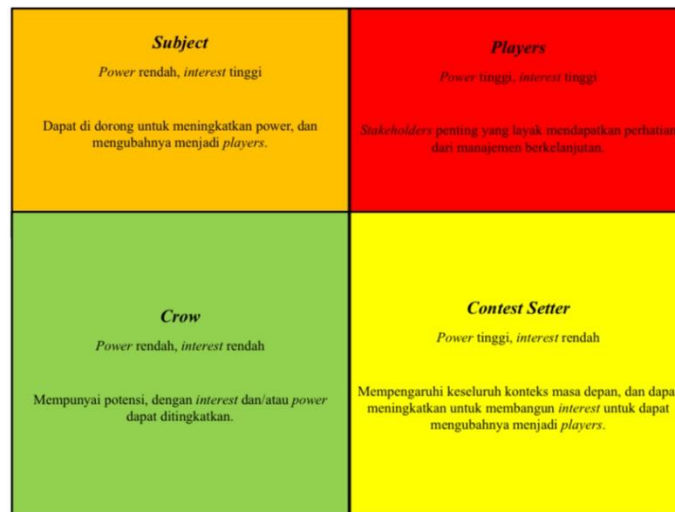 Subject
Power rendah, interest tinggi
Dapat di dorong untuk meningkatkan power, dan
mengubahnya menjadi players.
Players
Power tinggi, interest tinggi
Stakeholders penting yang layak mendapatkan perhatian
dari manajemen berkelanjutan.
Crow
Power rendah, interest rendah
Mempunyai potensi, dengan interest dan/atau power
dapat ditingkatkan.
Contest Setter
Power tinggi, interest rendah
Mempengaruhi keseluruh konteks masa depan, dan dapa
meningkatkan untuk membangun interest untuk dapat
mengubahnya menjadi players.